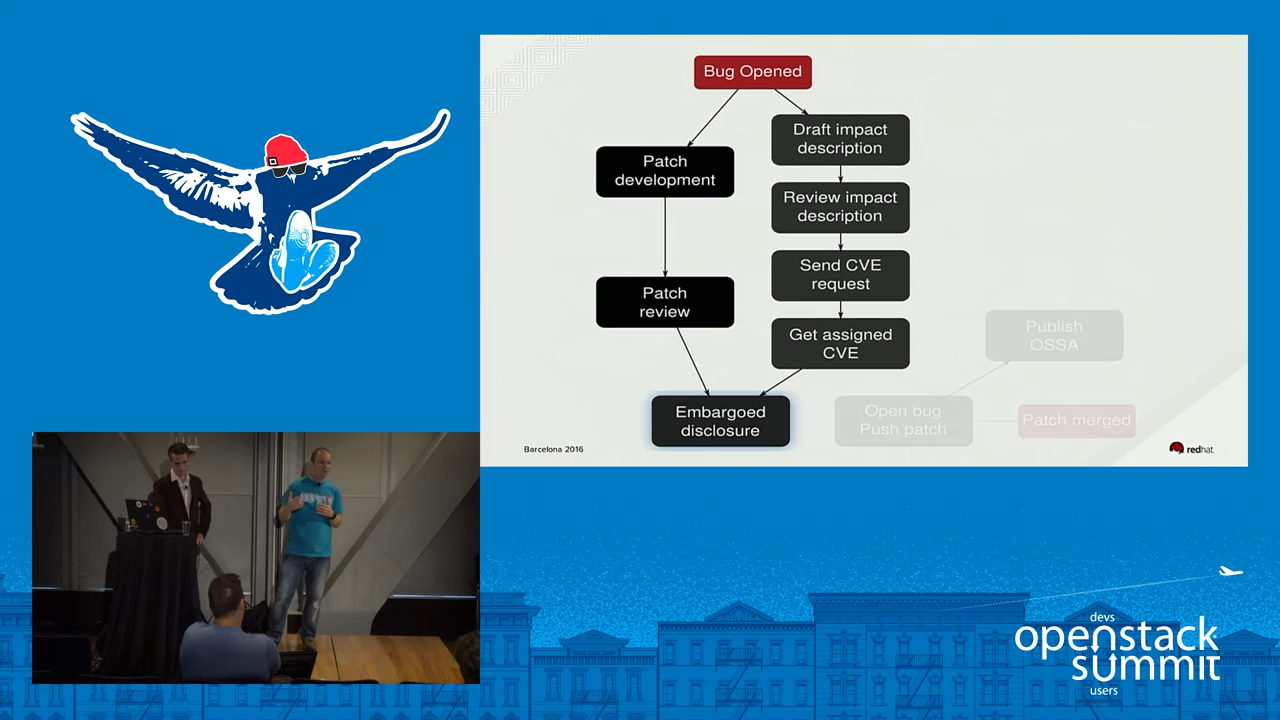 Bug Opened
Draft impact
description
Patch
development
Review impact
description
Send CVE
request
Patch
review
Get assigned
CVE
Publish
OSSA
Embargoed
disclosure
Open bug
Push patch
Patch merged
Barcelona 2016
redhat.
devs
openstack
summit
users